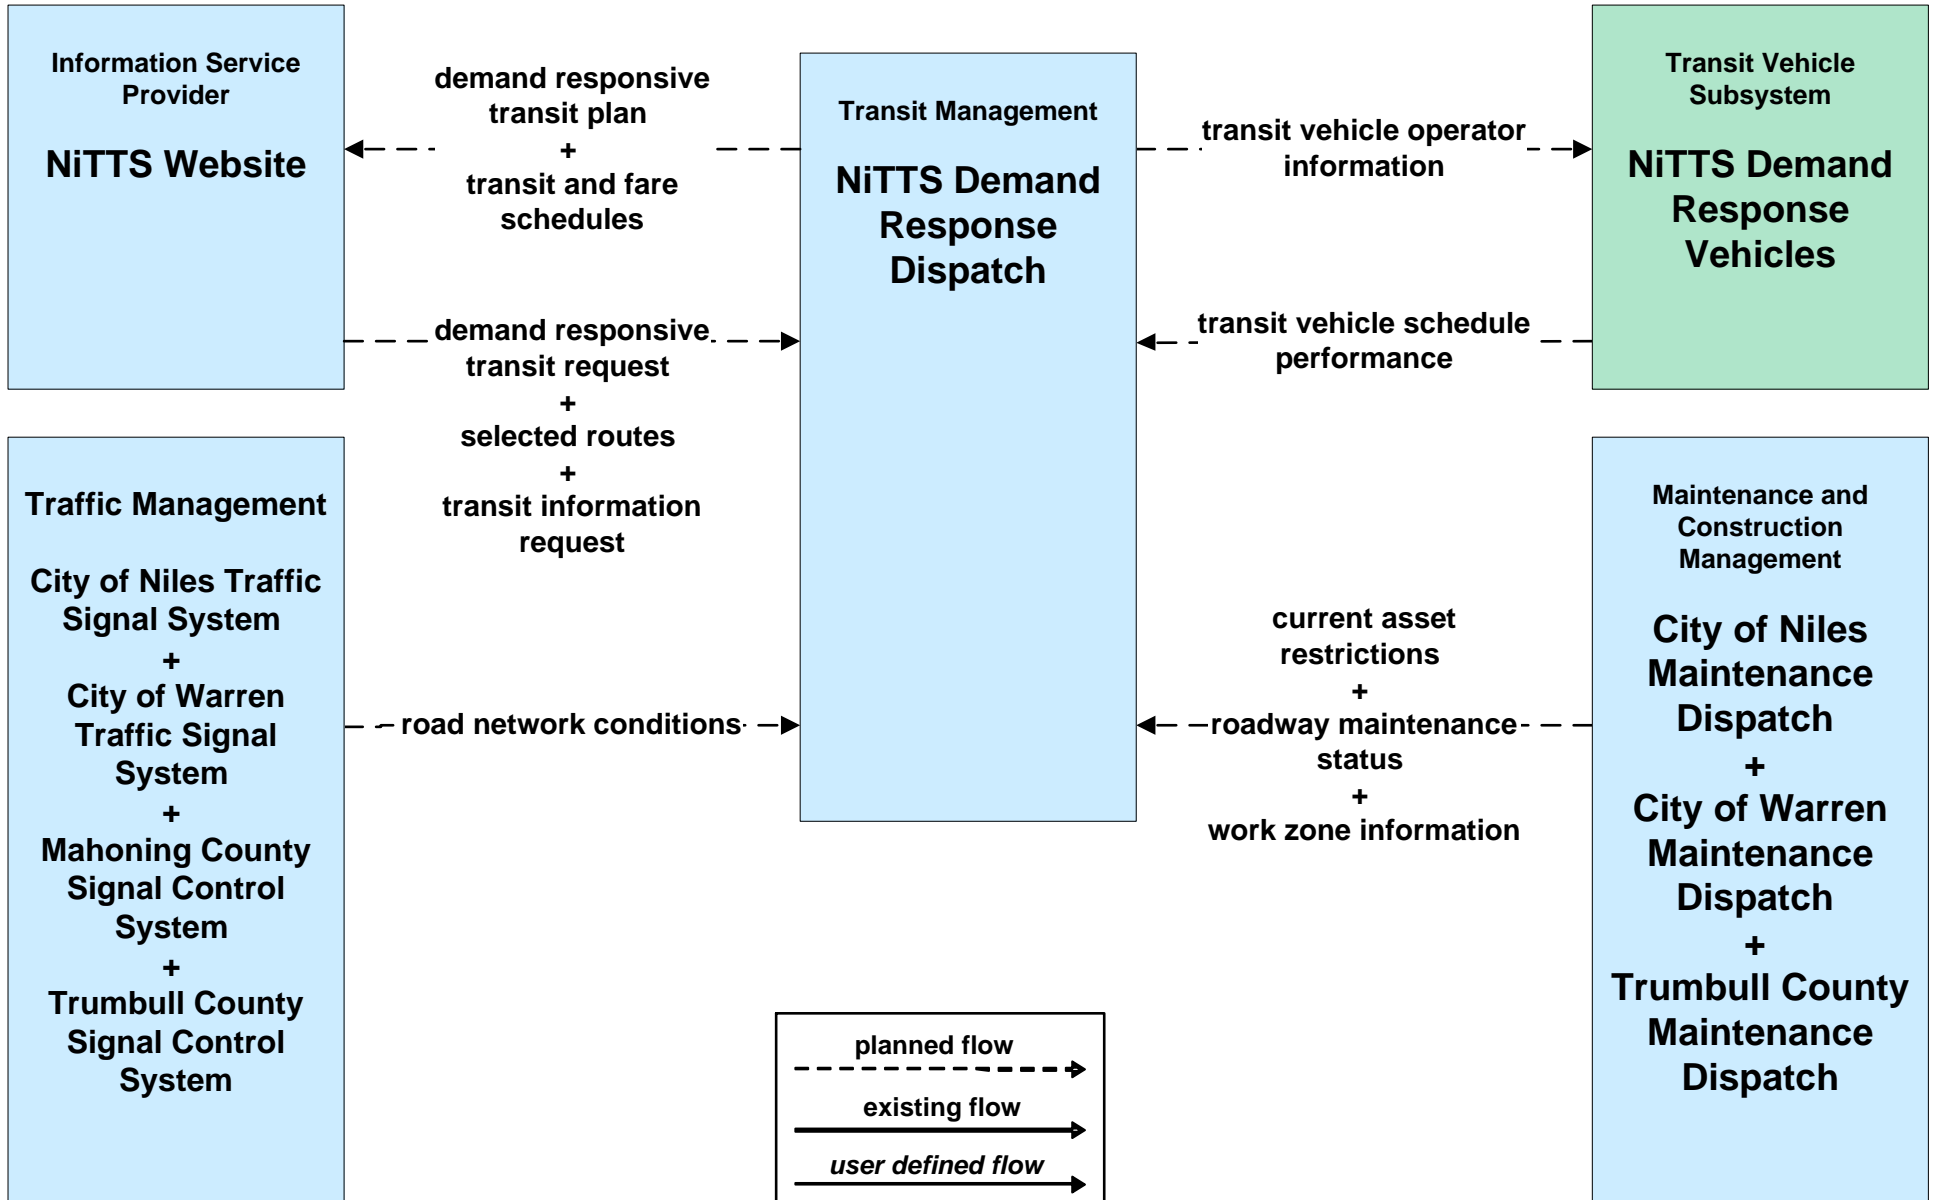 Information Service
Provider
NiTTS Website
demand responsive
transit plan
+
transit and fare
schedules
demand responsive
transit request
+
selected routes
+
transit information
request
Transit Management
NiTTS Demand
Response
Dispatch
transit vehicle operator
information
transit vehicle schedule
performance
Transit Vehicle
Subsystem
NiTTS Demand
Response
Vehicles
Traffic Management
City of Niles Traffic
Signal System
+
City of Warren
Traffic Signal
System
+
Mahoning County
Signal Control
System
+
Trumbull County
Signal Control
System
road network conditions
current asset
restrictions
+
roadway maintenance
status
+
work zone information
Maintenance and
Construction
Management
City of Niles
Maintenance
Dispatch
+
City of Warren
Maintenance
Dispatch
+
Trumbull County
Maintenance
Dispatch
planned flow
existing flow
user defined flow